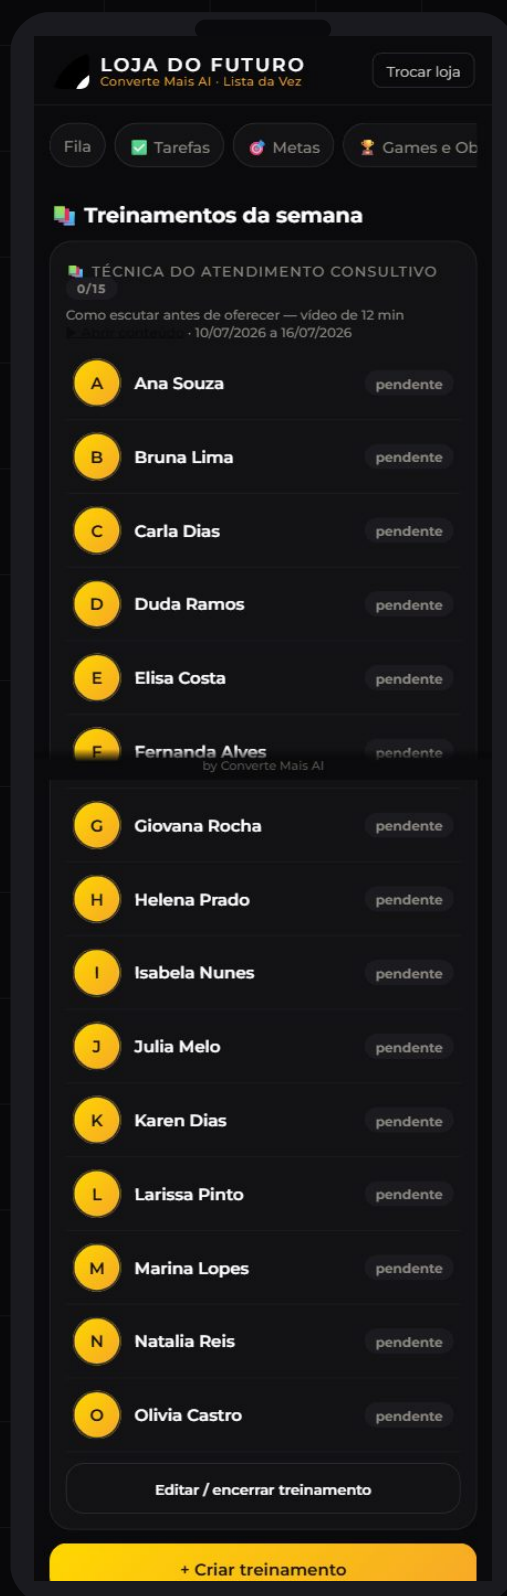 LOJA DO FUTURO
Converte Mais AI · Lista da Vez
Trocar loja
Fila
✅ Tarefas
🎯 Metas
🏆 Games e Ob
📚 Treinamentos da semana
📚 TÉCNICA DO ATENDIMENTO CONSULTIVO
0/15
Como escutar antes de oferecer — vídeo de 12 min
▶ Abrir conteúdo · 10/07/2026 a 16/07/2026
A Ana Souza pendente
B Bruna Lima pendente
C Carla Dias pendente
D Duda Ramos pendente
E Elisa Costa pendente
F Fernanda Alves pendente
by Converte Mais AI
G Giovana Rocha pendente
H Helena Prado pendente
I Isabela Nunes pendente
J Julia Melo pendente
K Karen Dias pendente
L Larissa Pinto pendente
M Marina Lopes pendente
N Natalia Reis pendente
O Olivia Castro pendente
Editar / encerrar treinamento
+ Criar treinamento